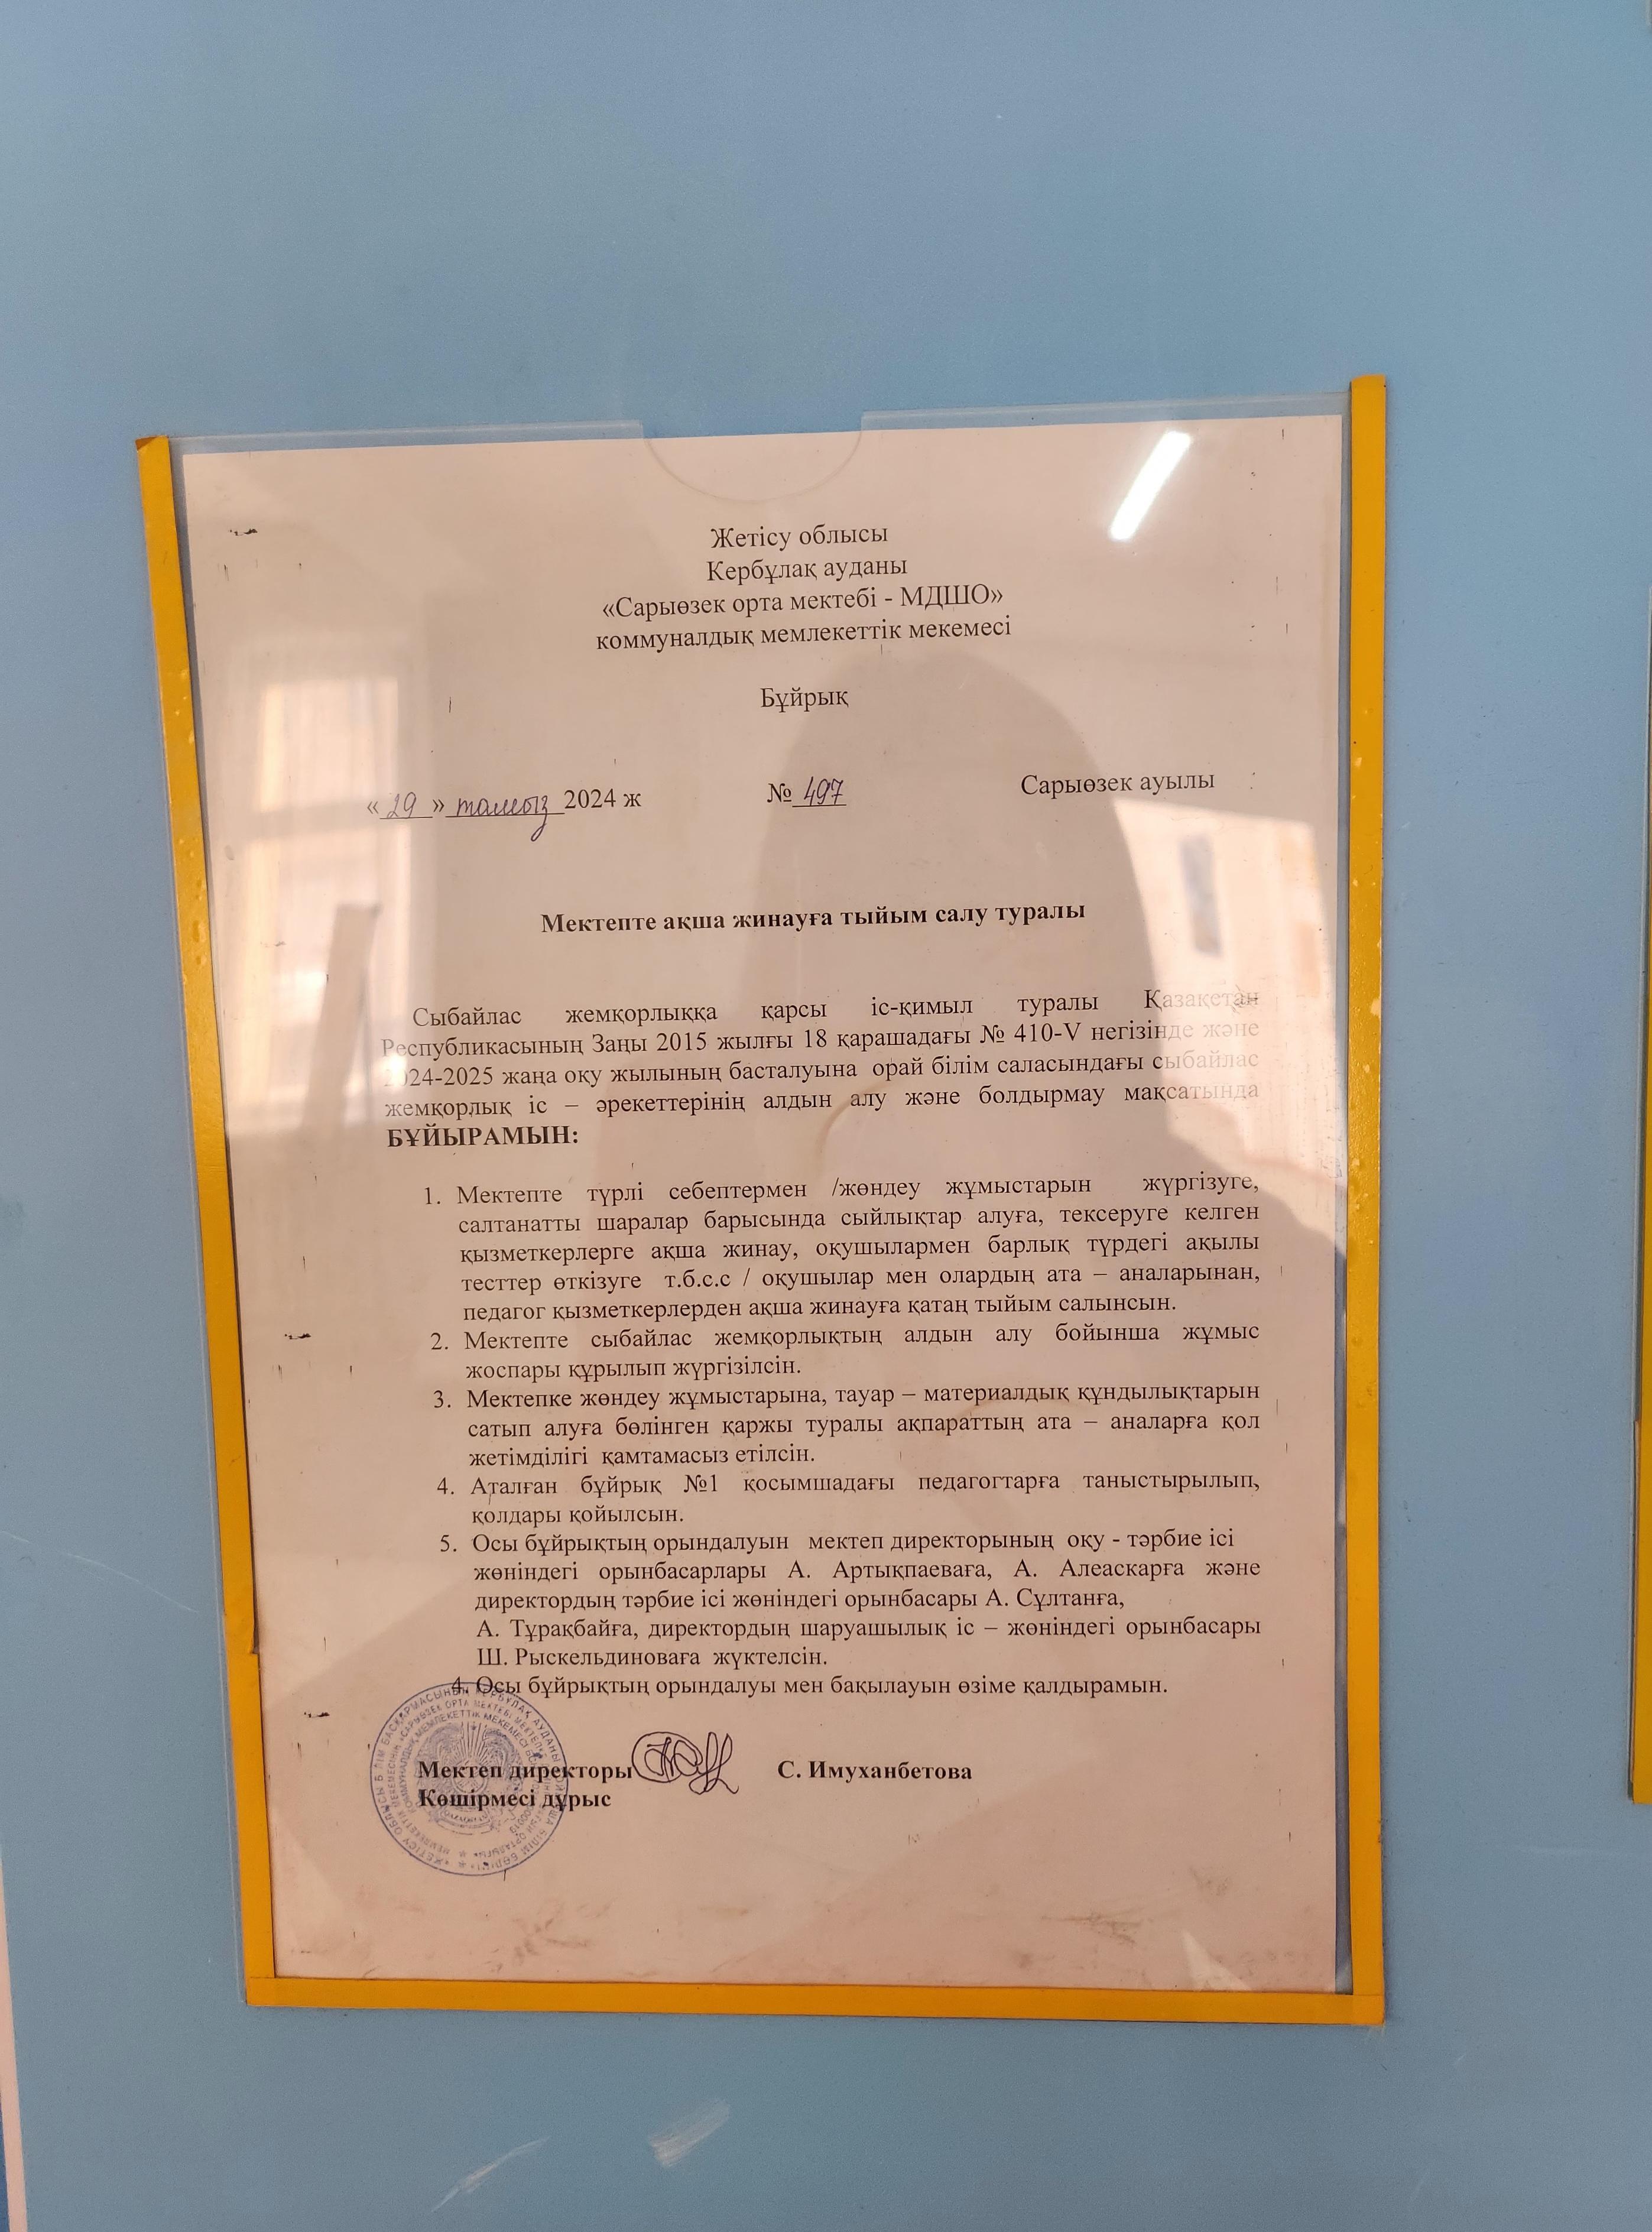 Жетісу облысы
Кербұлақ ауданы
«Сарыөзек орта мектебі - МДШО»
коммуналдық мемлекеттік мекемесі
Бұйрық
«29» тамыз 2024 ж № 497 Сарыөзек ауылы
Мектепте ақша жинауға тыйым салу туралы
Сыбайлас жемқорлыққа қарсы іс-қимыл туралы Қазақстан
Республикасының Заңы 2015 жылғы 18 қарашадағы № 410-V негізінде және
2024-2025 жаңа оқу жылының басталуына орай білім саласындағы сыбайлас
жемқорлық іс – әрекеттерінің алдын алу және болдырмау мақсатында
БҰЙЫРАМЫН:
1. Мектепте түрлі себептермен /жөндеу жұмыстарын жүргізуге,
салтанатты шаралар барысында сыйлықтар алуға, тексеруге келген
қызметкерлерге ақша жинау, оқушылармен барлық түрдегі ақылы
тесттер өткізуге т.б.с.с / оқушылар мен олардың ата – аналарынан,
педагог қызметкерлерден ақша жинауға қатаң тыйым салынсын.
2. Мектепте сыбайлас жемқорлықтың алдын алу бойынша жұмыс
жоспары құрылып жүргізілсін.
3. Мектепке жөндеу жұмыстарына, тауар – материалдық құндылықтарын
сатып алуға бөлінген қаржы туралы ақпараттың ата – аналарға қол
жетімділігі қамтамасыз етілсін.
4. Аталған бұйрық №1 қосымшадағы педагогтарға таныстырылып,
қолдары қойылсын.
5. Осы бұйрықтың орындалуын мектеп директорының оқу - тәрбие ісі
жөніндегі орынбасарлары А. Артықпаеваға, А. Алеаскарға және
директордың тәрбие ісі жөніндегі орынбасары А. Сұлтанға,
А. Тұрақбайға, директордың шаруашылық іс – жөніндегі орынбасары
Ш. Рыскельдиноваға жүктелсін.
4. Осы бұйрықтың орындалуы мен бақылауын өзіме қалдырамын.
Мектеп директоры С. Имуханбетова
Көшірмесі дұрыс